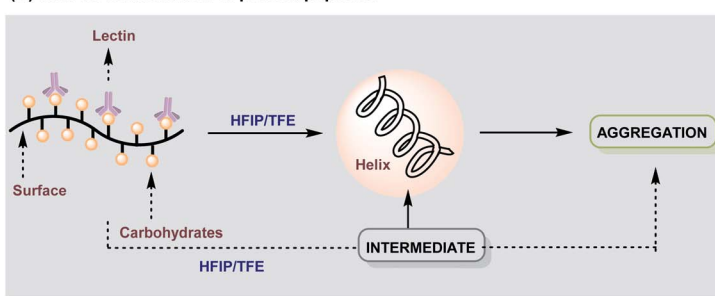 Lectin
HFIP/TFE
AGGREGATION
Helix
Surface
Carbohydrates
INTERMEDIATE
HFIP/TFE